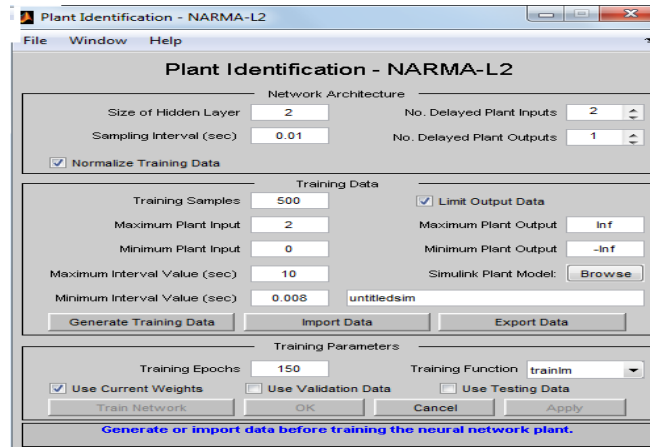 Plant Identification - NARMA-L2
File Window Help
Plant Identification - NARMA-L2
Network Architecture
Size of Hidden Layer 2 No. Delayed Plant Inputs 2
Sampling Interval (sec) 0.01 No. Delayed Plant Outputs 1
Normalize Training Data
Training Data
Training Samples 500 Limit Output Data
Maximum Plant Input 2 Maximum Plant Output Inf
Minimum Plant Input 0 Minimum Plant Output -Inf
Maximum Interval Value (sec) 10 Simulink Plant Model: Browse
Minimum Interval Value (sec) 0.008 untitledsim
Generate Training Data Import Data Export Data
Training Parameters
Training Epochs 150 Training Function trainlm
Use Current Weights Use Validation Data Use Testing Data
Train Network OK Cancel Apply
Generate or import data before training the neural network plant.